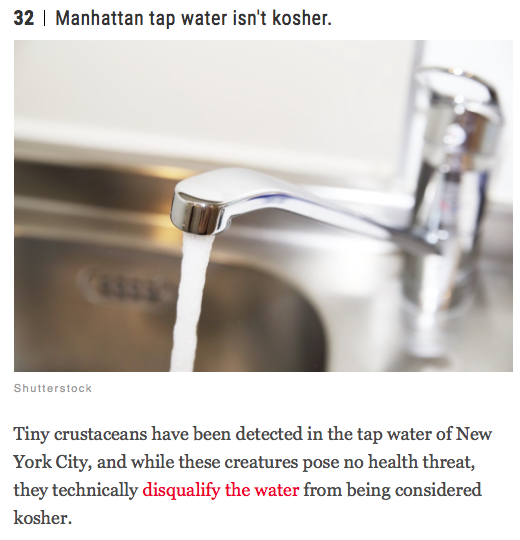 32 | Manhattan tap water isn't kosher.
Shutterstock
Tiny crustaceans have been detected in the tap water of New
York City, and while these creatures pose no health threat,
they technically disqualify the water from being considered
kosher.